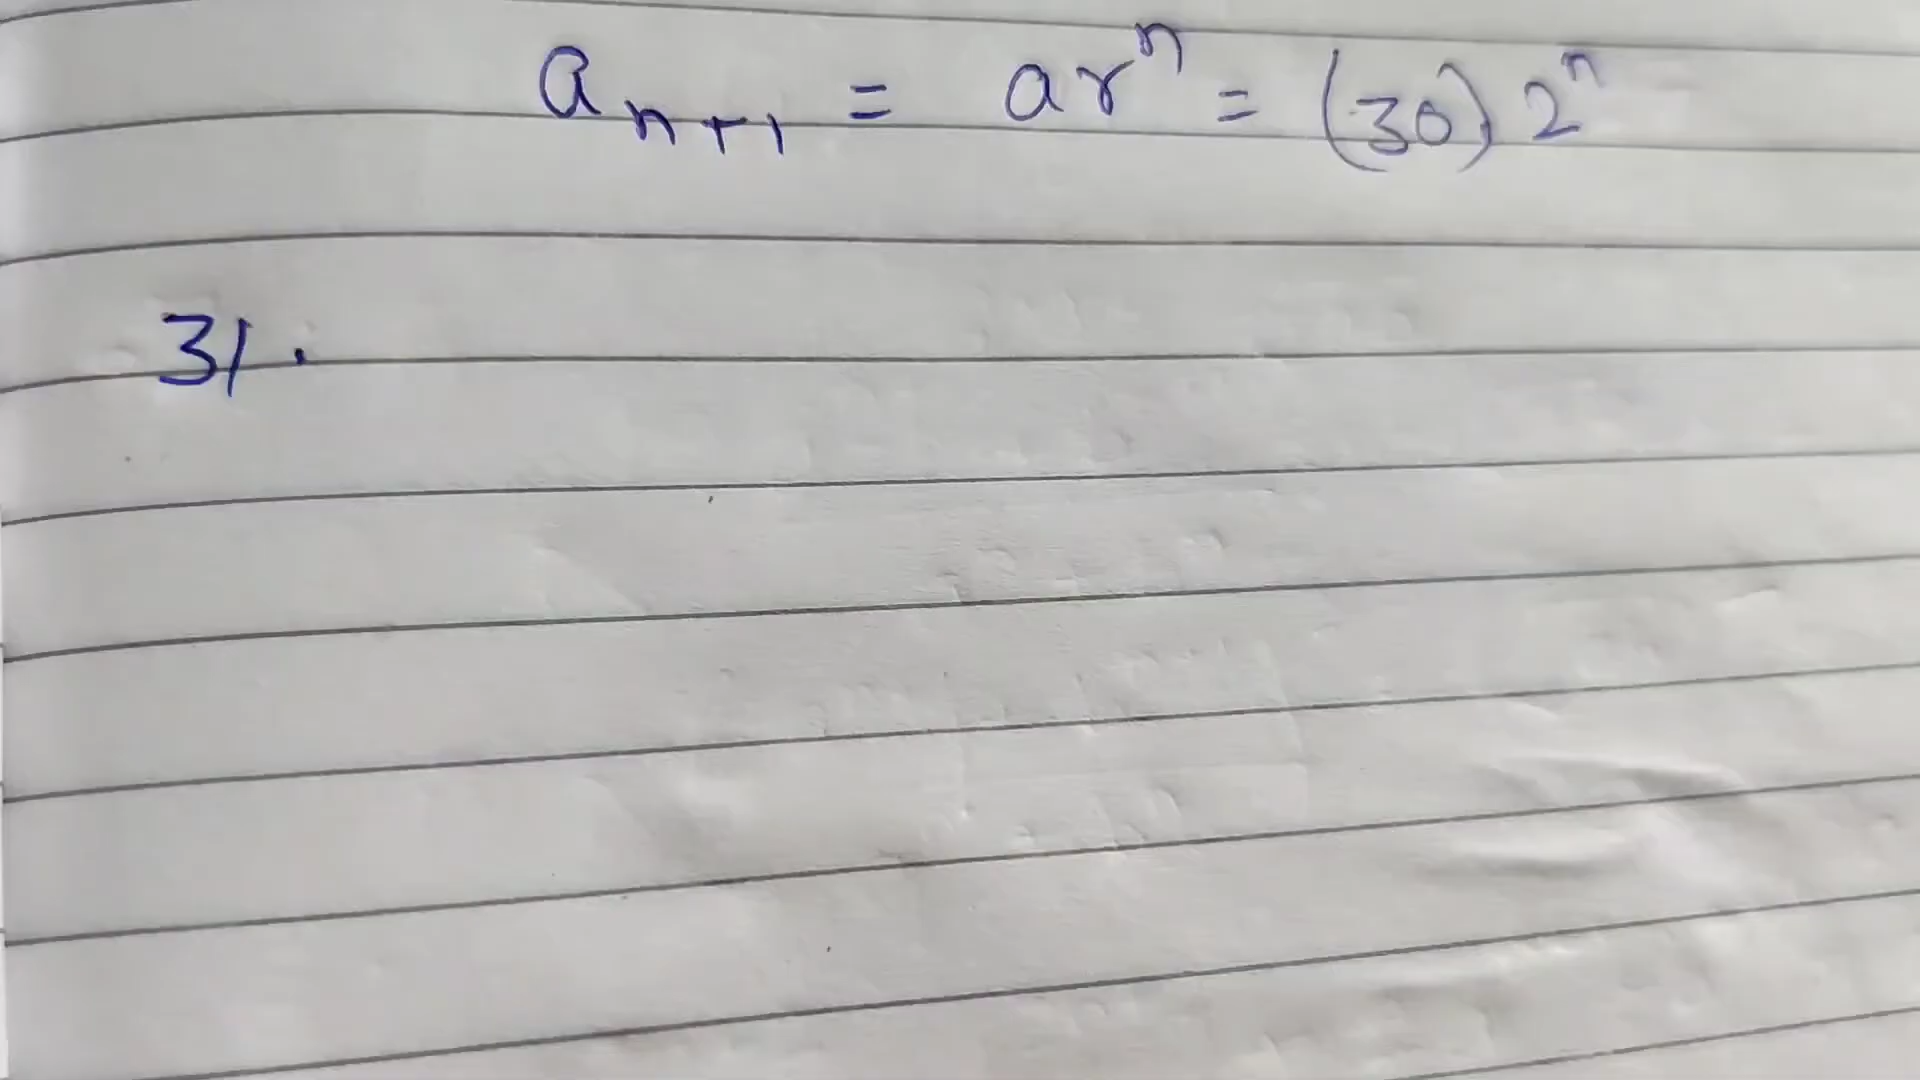 a_{n+1} = ar^n = (30) 2^n
31.